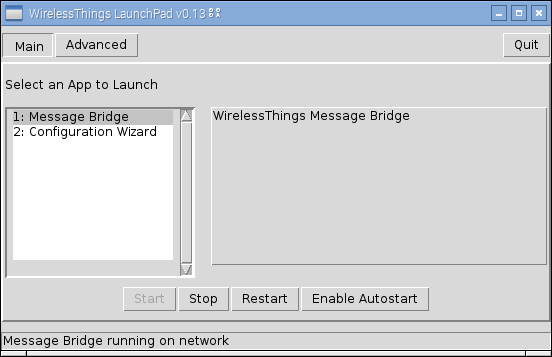 WirelessThings LaunchPad v0.13
Main Advanced Quit
Select an App to Launch
1: Message Bridge
2: Configuration Wizard
WirelessThings Message Bridge
Start Stop Restart Enable Autostart
Message Bridge running on network